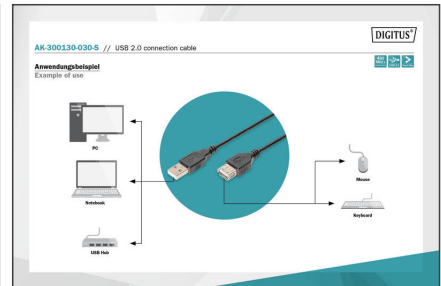 DIGITUS®
AK-300130-030-S // USB 2.0 connection cable
Anwendungsbeispiel
Example of use
PC
Notebook
USB Hub
Mouse
Keyboard